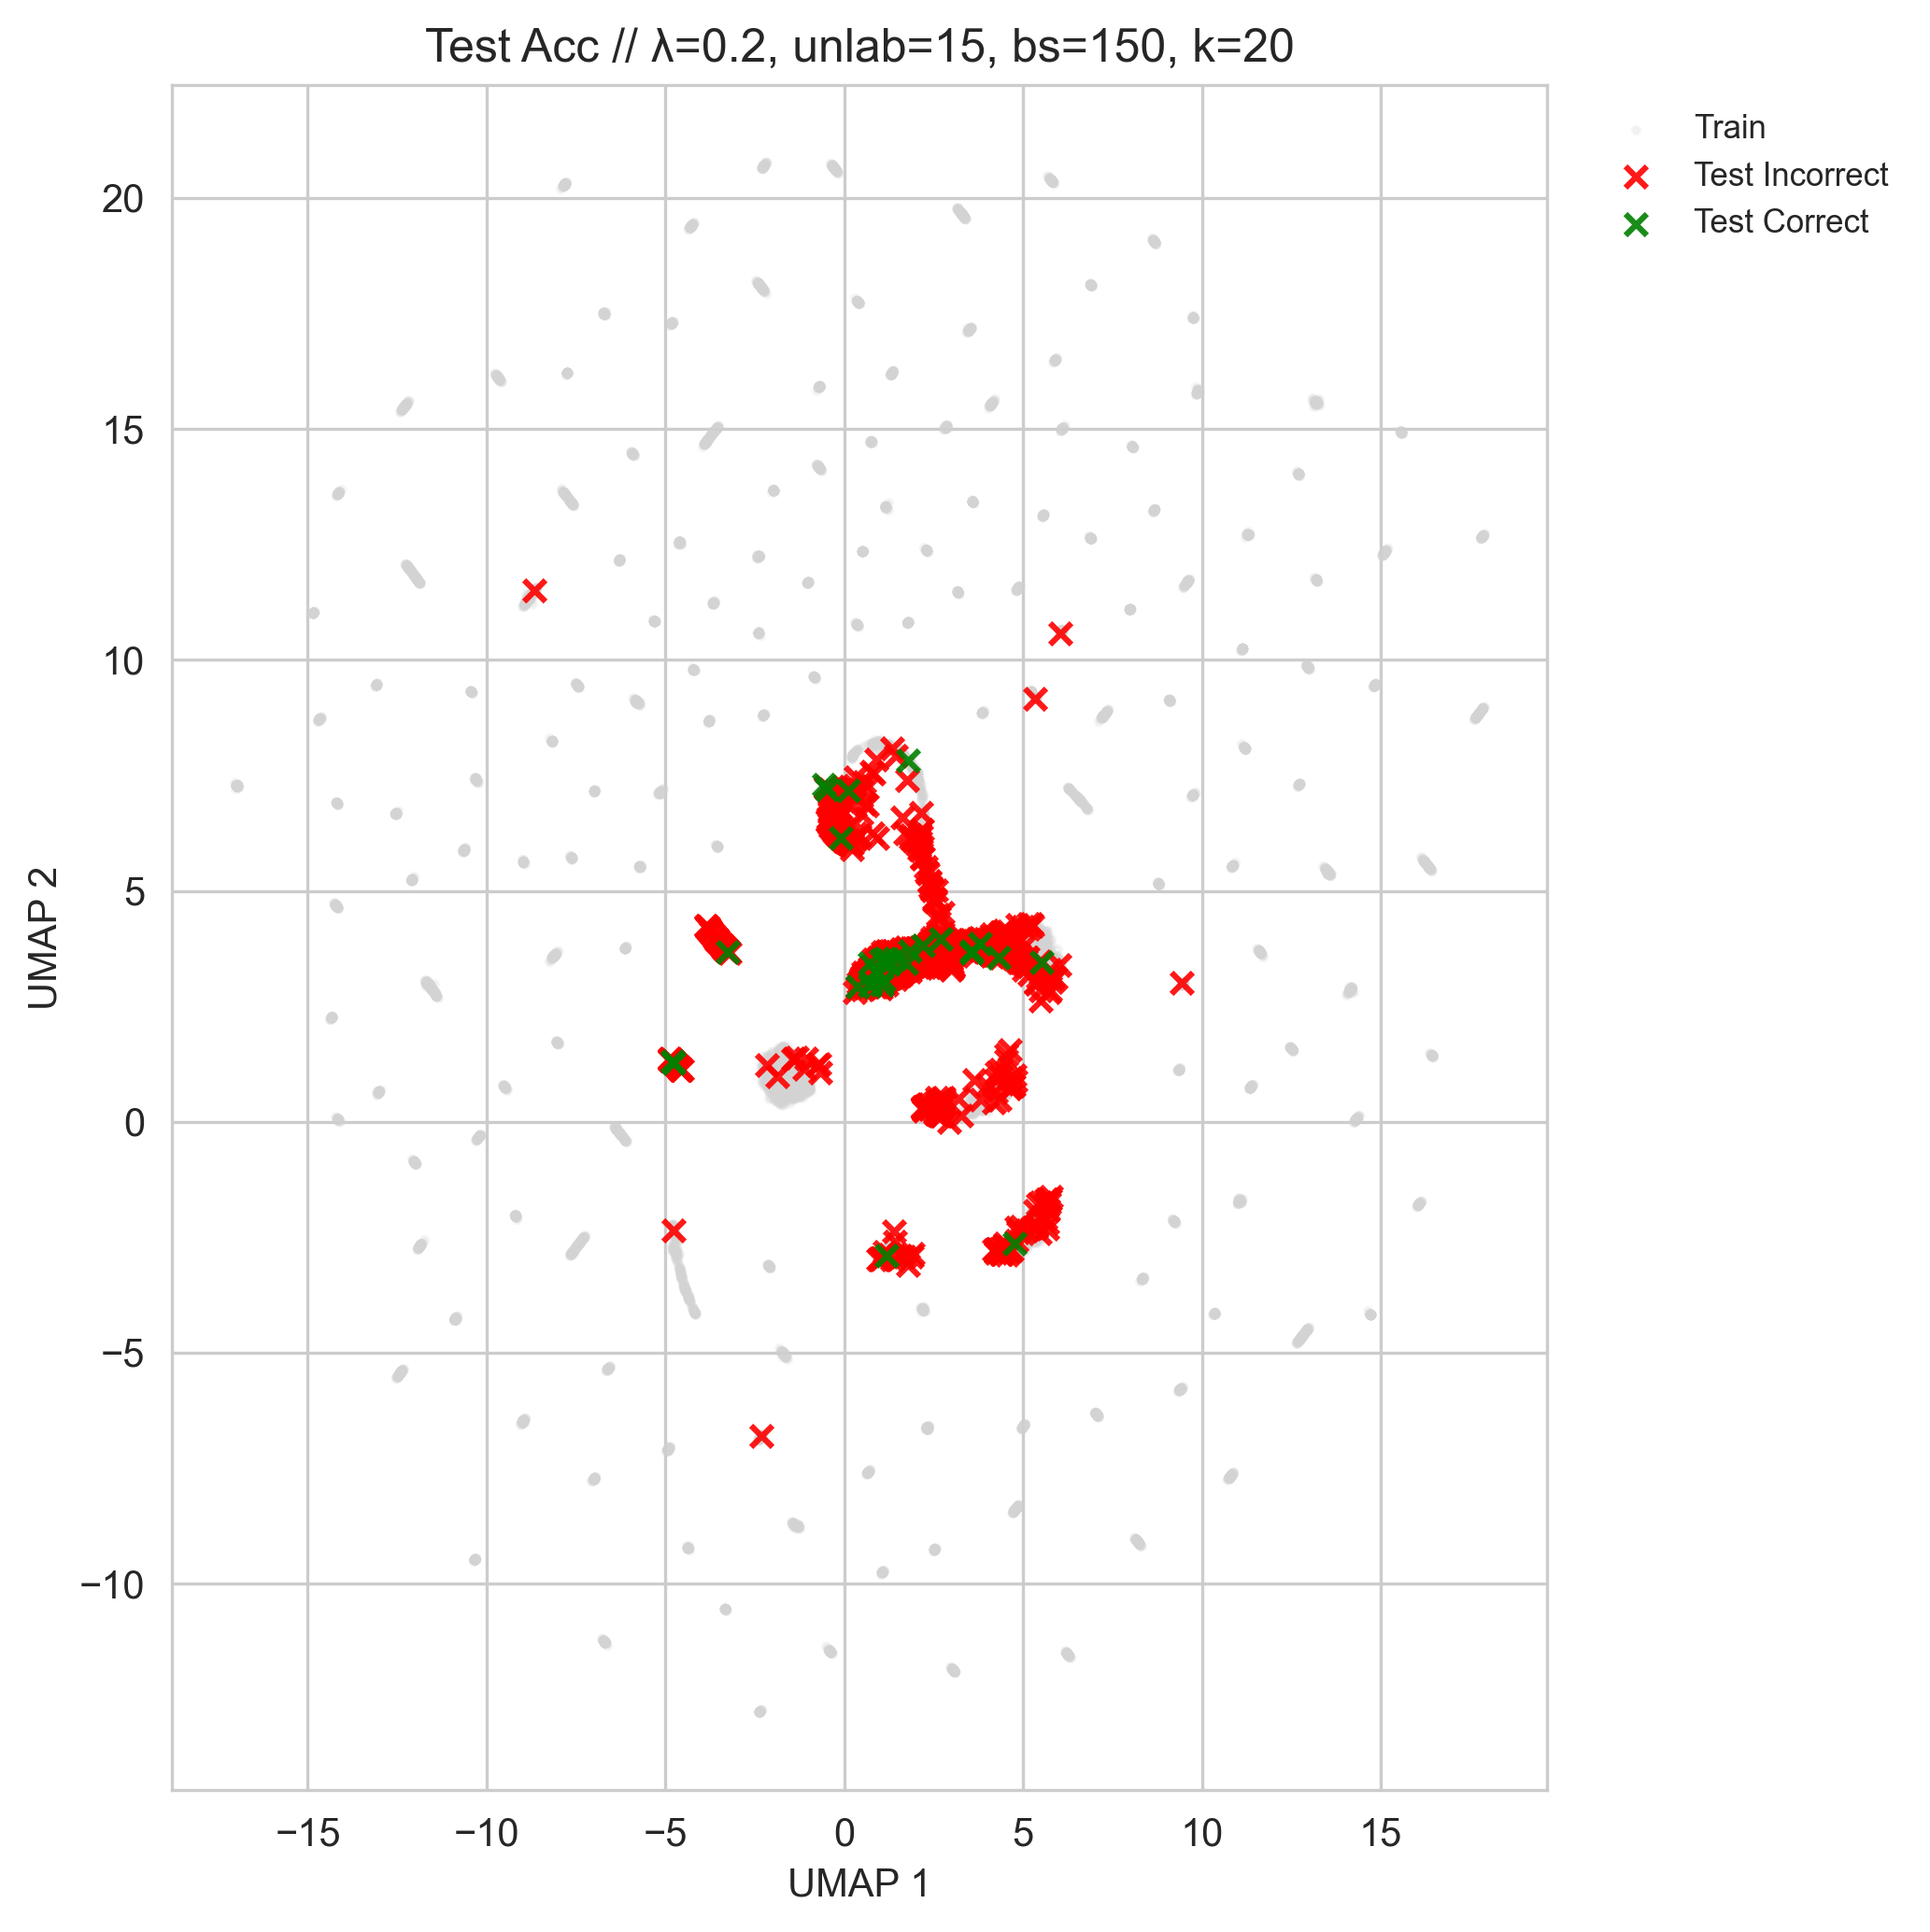 Test Acc // λ=0.2, unlab=15, bs=150, k=20
Train
Test Incorrect
Test Correct
20
15
10
5
0
−5
−10
UMAP 2
−15
−10
−5
0
5
10
15
UMAP 1